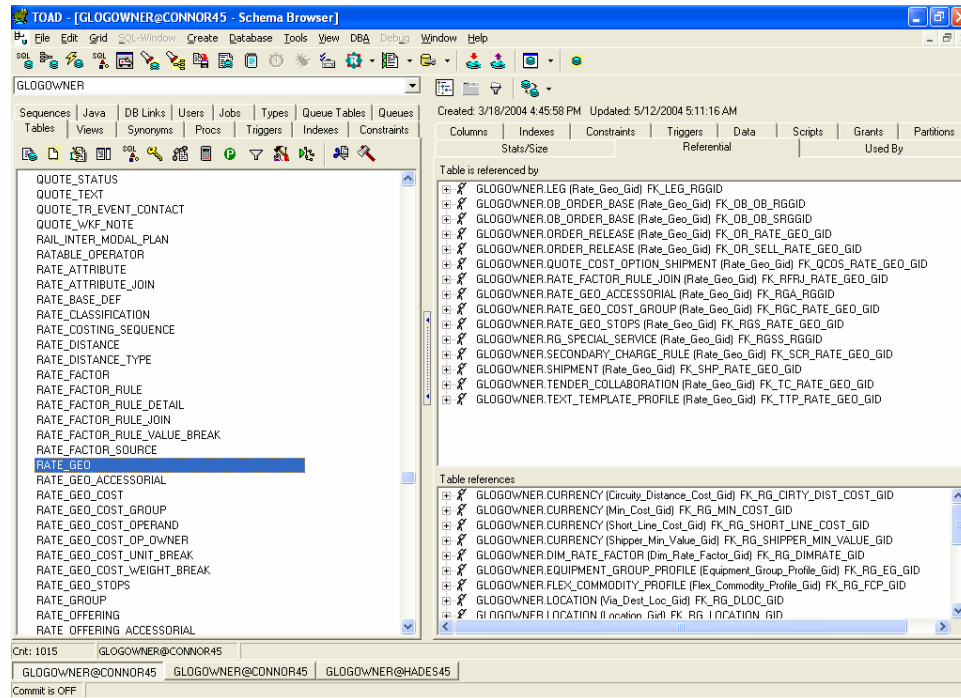 TOAD - [GLOGOWNER@CONNOR45 - Schema Browser]
File Edit Grid SQL-Window Create Database Tools View DBA Debug Window Help
SQL SQL
GLOGOWNER
Created: 3/18/2004 4:45:58 PM Updated: 5/12/2004 5:11:16 AM
Sequences Java DB Links Users Jobs Types Queue Tables Queues
Tables Views Synonyms Procs Triggers Indexes Constraints
SQL
QUOTE_STATUS
QUOTE_TEXT
QUOTE_TR_EVENT_CONTACT
QUOTE_WKF_NOTE
RAIL_INTER_MODAL_PLAN
RATABLE_OPERATOR
RATE_ATTRIBUTE
RATE_ATTRIBUTE_JOIN
RATE_BASE_DEF
RATE_CLASSIFICATION
RATE_COSTING_SEQUENCE
RATE_DISTANCE
RATE_DISTANCE_TYPE
RATE_FACTOR
RATE_FACTOR_RULE
RATE_FACTOR_RULE_DETAIL
RATE_FACTOR_RULE_JOIN
RATE_FACTOR_RULE_VALUE_BREAK
RATE_FACTOR_SOURCE
RATE_GEO
RATE_GEO_ACCESSORIAL
RATE_GEO_COST
RATE_GEO_COST_GROUP
RATE_GEO_COST_OPERAND
RATE_GEO_COST_OP_OWNER
RATE_GEO_COST_UNIT_BREAK
RATE_GEO_COST_WEIGHT_BREAK
RATE_GEO_STOPS
RATE_GROUP
RATE_OFFERING
RATE_OFFERING_ACCESSORIAL
Columns Indexes Constraints Triggers Data Scripts Grants Partitions
Stats/Size Referential Used By
Table is referenced by
GLOGOWNER.LEG (Rate_Geo_Gid) FK_LEG_RGGID
GLOGOWNER.OB_ORDER_BASE (Rate_Geo_Gid) FK_OB_OB_RGGID
GLOGOWNER.OB_ORDER_BASE (Rate_Geo_Gid) FK_OB_OB_SRGGID
GLOGOWNER.ORDER_RELEASE (Rate_Geo_Gid) FK_OR_RATE_GEO_GID
GLOGOWNER.ORDER_RELEASE (Rate_Geo_Gid) FK_OR_SELL_RATE_GEO_GID
GLOGOWNER.QUOTE_COST_OPTION_SHIPMENT (Rate_Geo_Gid) FK_QCOS_RATE_GEO_GID
GLOGOWNER.RATE_FACTOR_RULE_JOIN (Rate_Geo_Gid) FK_RFRJ_RATE_GEO_GID
GLOGOWNER.RATE_GEO_ACCESSORIAL (Rate_Geo_Gid) FK_RGA_RGGID
GLOGOWNER.RATE_GEO_COST_GROUP (Rate_Geo_Gid) FK_RGC_RATE_GEO_GID
GLOGOWNER.RATE_GEO_STOPS (Rate_Geo_Gid) FK_RGS_RATE_GEO_GID
GLOGOWNER.RG_SPECIAL_SERVICE (Rate_Geo_Gid) FK_RGSS_RGGID
GLOGOWNER.SECONDARY_CHARGE_RULE (Rate_Geo_Gid) FK_SCR_RATE_GEO_GID
GLOGOWNER.SHIPMENT (Rate_Geo_Gid) FK_SHP_RATE_GEO_GID
GLOGOWNER.TENDER_COLLABORATION (Rate_Geo_Gid) FK_TC_RATE_GEO_GID
GLOGOWNER.TEXT_TEMPLATE_PROFILE (Rate_Geo_Gid) FK_TTP_RATE_GEO_GID
Table references
GLOGOWNER.CURRENCY (Circuity_Distance_Cost_Gid) FK_RG_CIRTY_DIST_COST_GID
GLOGOWNER.CURRENCY (Min_Cost_Gid) FK_RG_MIN_COST_GID
GLOGOWNER.CURRENCY (Short_Line_Cost_Gid) FK_RG_SHORT_LINE_COST_GID
GLOGOWNER.CURRENCY (Shipper_Min_Value_Gid) FK_RG_SHIPPER_MIN_VALUE_GID
GLOGOWNER.DIM_RATE_FACTOR (Dim_Rate_Factor_Gid) FK_RG_DIMRATE_GID
GLOGOWNER.EQUIPMENT_GROUP_PROFILE (Equipment_Group_Profile_Gid) FK_RG_EG_GID
GLOGOWNER.FLEX_COMMODITY_PROFILE (Flex_Commodity_Profile_Gid) FK_RG_FCP_GID
GLOGOWNER.LOCATION (Via_Dest_Loc_Gid) FK_RG_DLOC_GID
GLOGOWNER.LOCATION (Location_Gid) FK_RG_LOCATION_GID
Cnt: 1015 GLOGOWNER@CONNOR45
GLOGOWNER@CONNOR45 GLOGOWNER@CONNOR45 GLOGOWNER@HADES45
Commit is OFF